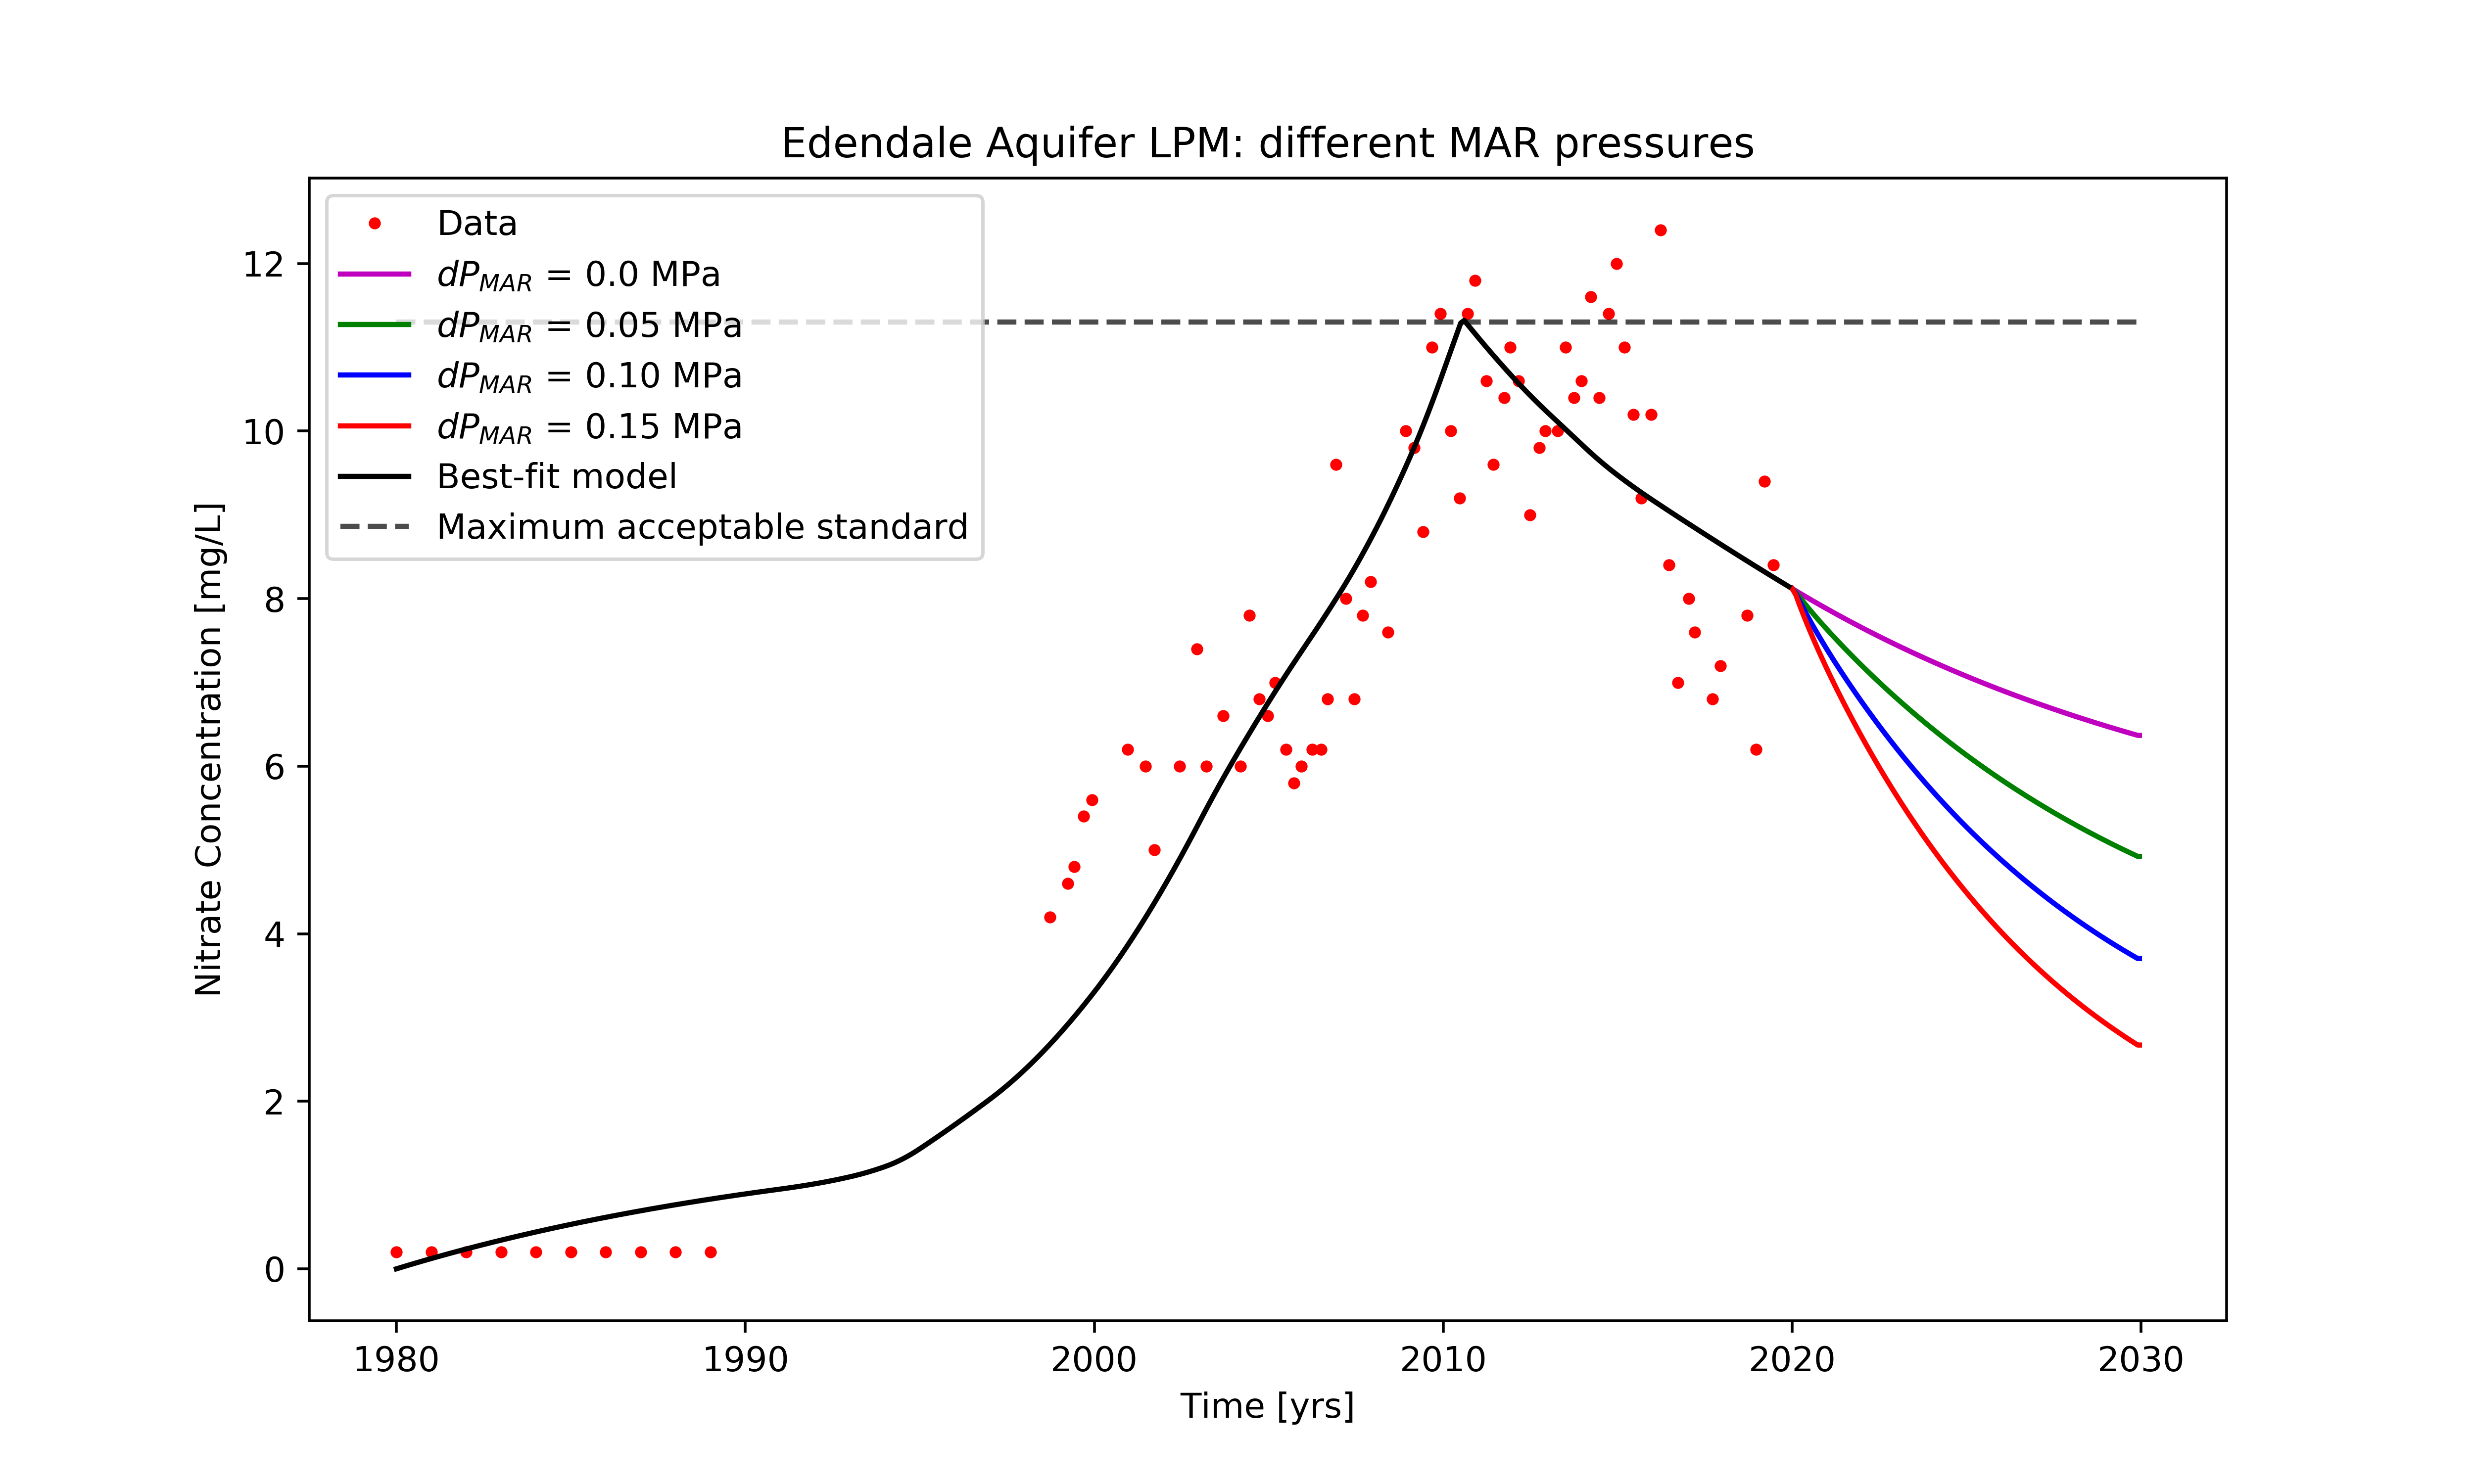 Edendale Aquifer LPM: different MAR pressures
Data
dP_MAR = 0.0 MPa
dP_MAR = 0.05 MPa
dP_MAR = 0.10 MPa
dP_MAR = 0.15 MPa
Best-fit model
Maximum acceptable standard
Nitrate Concentration [mg/L]
12
10
8
6
4
2
0
1980 1990 2000 2010 2020 2030
Time [yrs]